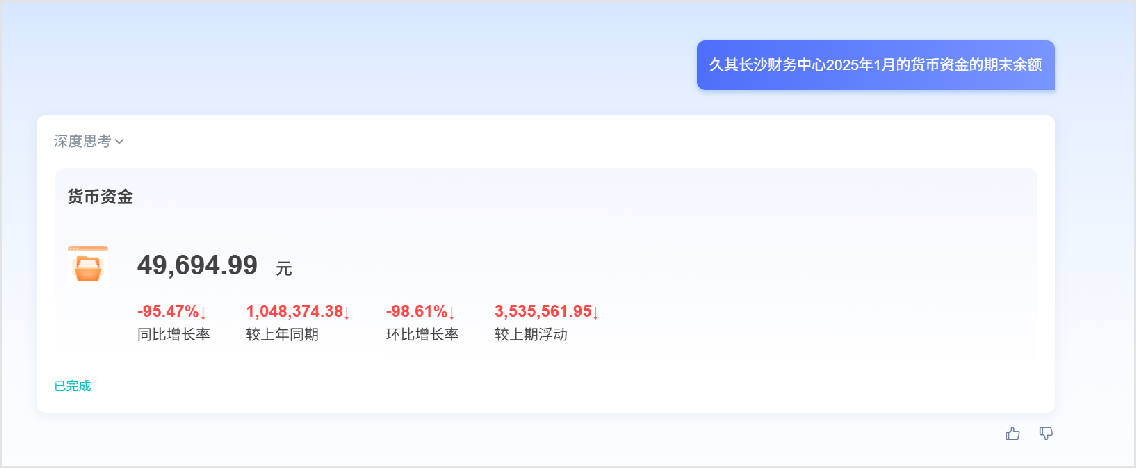 久其长沙财务中心2025年1月的货币资金的期末余额
深度思考
货币资金
49,694.99 元
-95.47%↓ 1,048,374.38↓ -98.61%↓ 3,535,561.95↓
同比增长率 较上年同期 环比增长率 较上期浮动
已完成